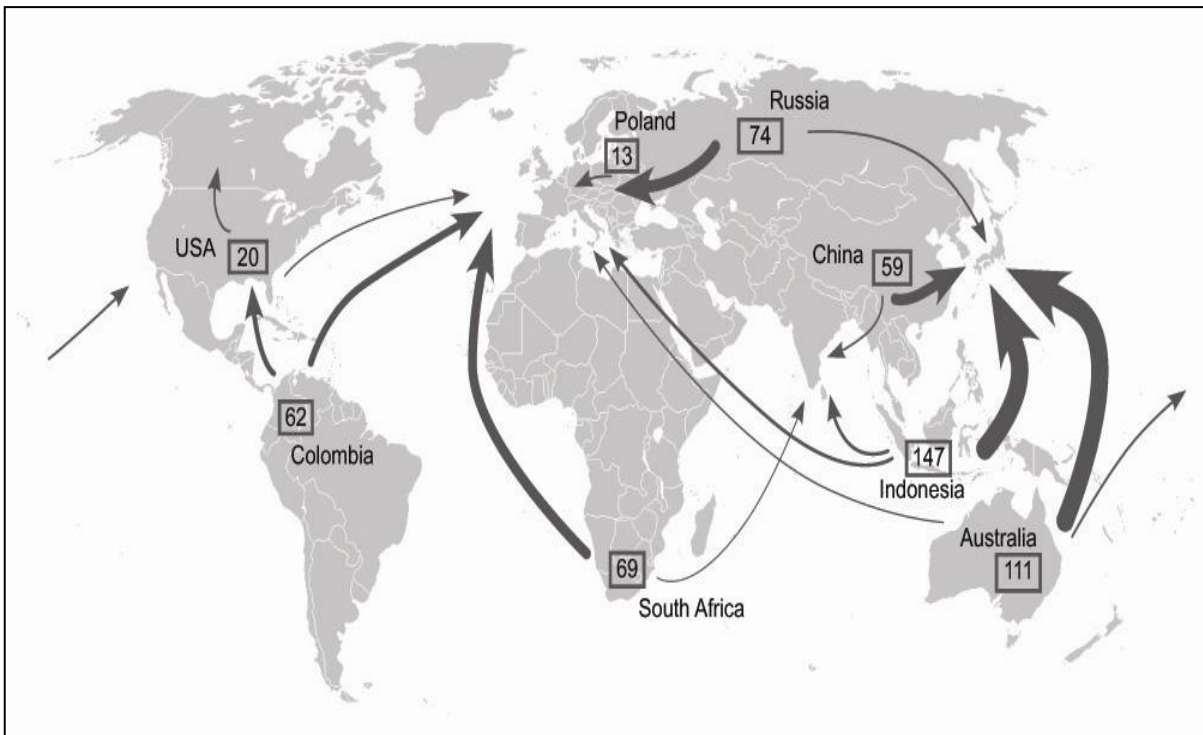 Russia
74
Poland
13
USA
20
China
59
62
Colombia
147
Indonesia
Australia
111
69
South Africa